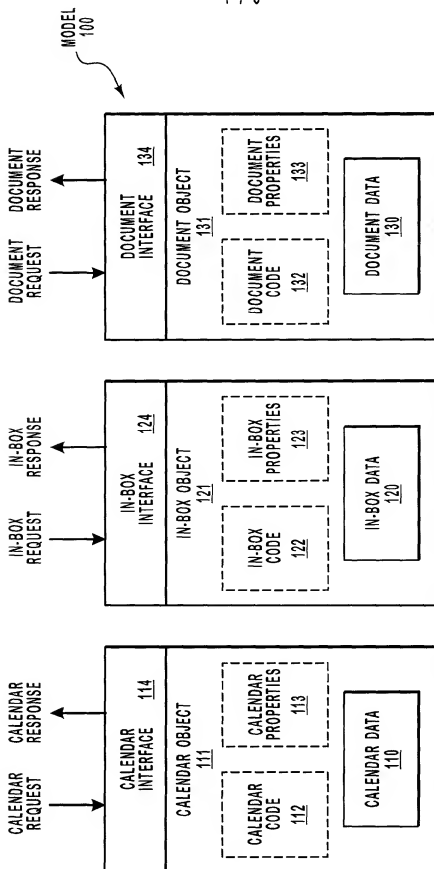 MODEL
100
CALENDAR
REQUEST
CALENDAR
RESPONSE
CALENDAR
INTERFACE
114
CALENDAR OBJECT
111
CALENDAR
CODE
112
CALENDAR
PROPERTIES
113
CALENDAR DATA
110
IN-BOX
REQUEST
IN-BOX
RESPONSE
IN-BOX
INTERFACE
124
IN-BOX OBJECT
121
IN-BOX
CODE
122
IN-BOX
PROPERTIES
123
IN-BOX DATA
120
DOCUMENT
REQUEST
DOCUMENT
RESPONSE
DOCUMENT
INTERFACE
134
DOCUMENT OBJECT
131
DOCUMENT
CODE
132
DOCUMENT
PROPERTIES
133
DOCUMENT DATA
130